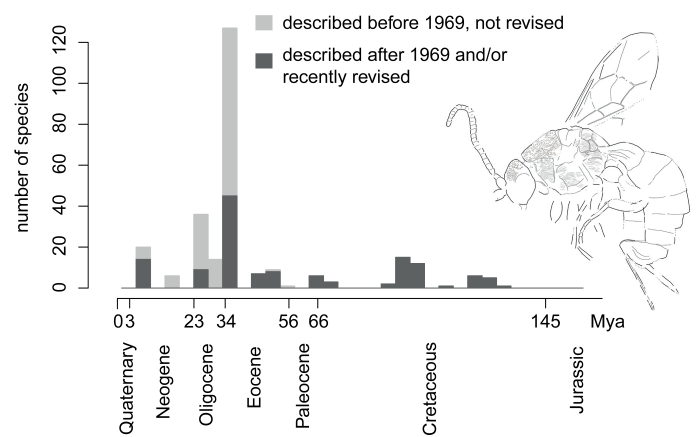 described before 1969, not revised
described after 1969 and/or
recently revised
number of species
120
100
80
60
40
20
0
0 3 23 34 56 66 145 Mya
Quaternary
Neogene
Oligocene
Eocene
Paleocene
Cretaceous
Jurassic